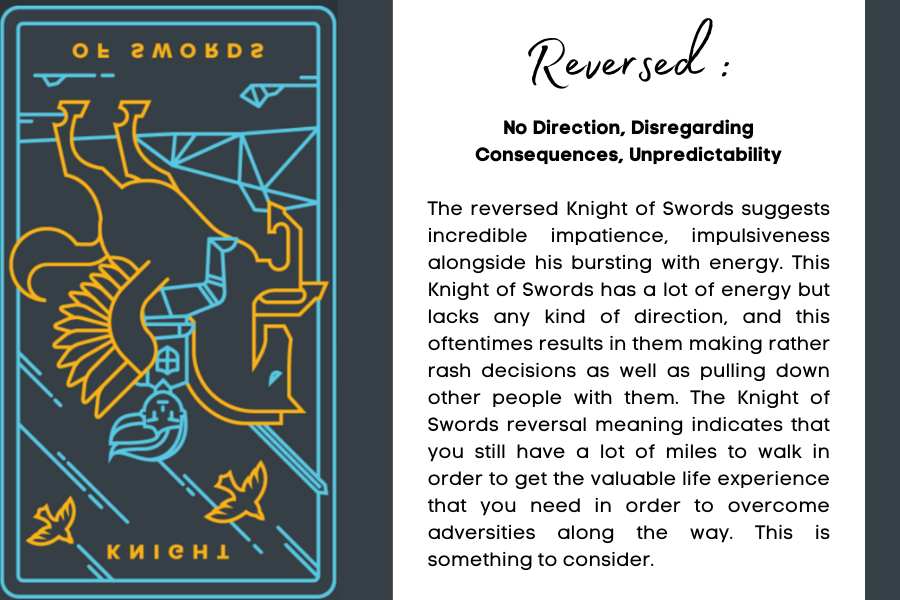 OF SWORDS
KNIGHT
Reversed :
No Direction, Disregarding
Consequences, Unpredictability
The reversed Knight of Swords suggests
incredible impatience, impulsiveness
alongside his bursting with energy. This
Knight of Swords has a lot of energy but
lacks any kind of direction, and this
oftentimes results in them making rather
rash decisions as well as pulling down
other people with them. The Knight of
Swords reversal meaning indicates that
you still have a lot of miles to walk in
order to get the valuable life experience
that you need in order to overcome
adversities along the way. This is
something to consider.